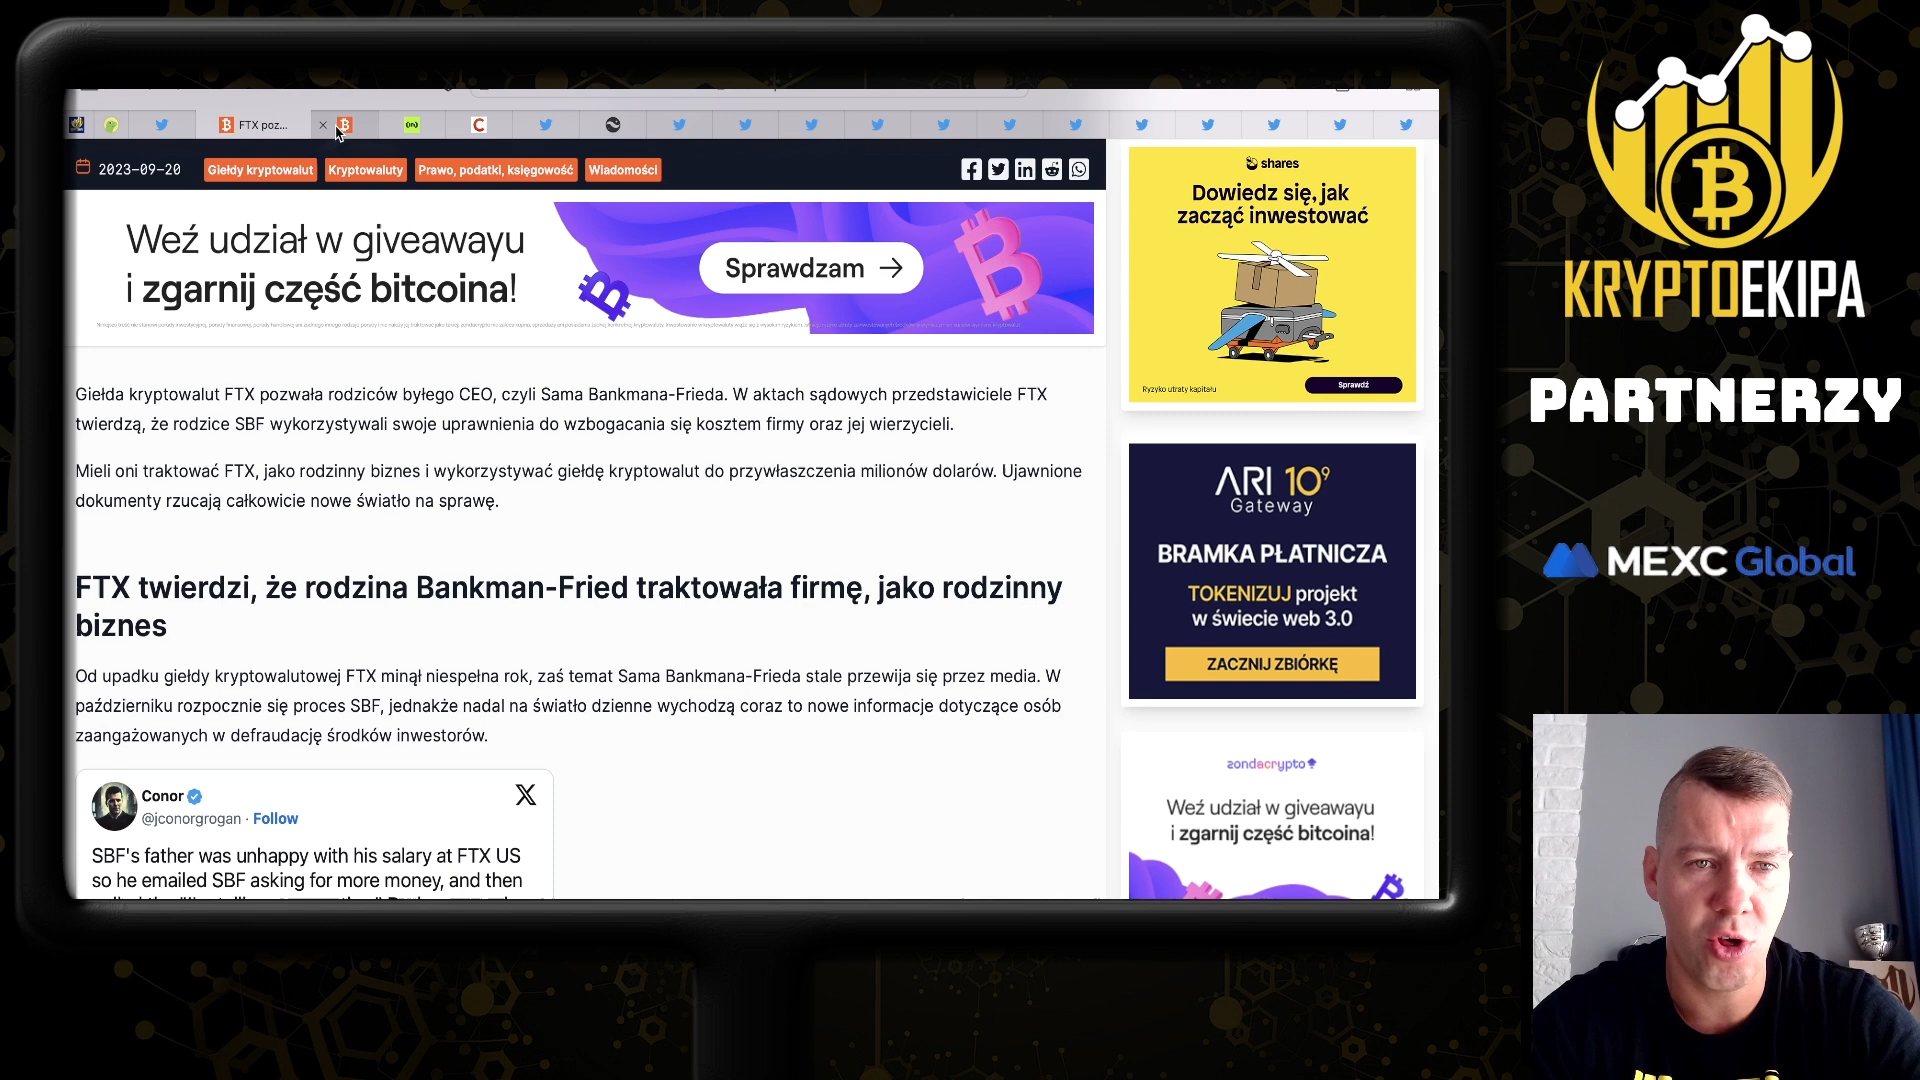 FTX poz...
2023-09-20
Giełdy kryptowalut
Kryptowaluty
Prawo, podatki, księgowość
Wiadomości
Weź udział w giveawayu
i zgarnij część bitcoina!
Sprawdzam →
Giełda kryptowalut FTX pozwała rodziców byłego CEO, czyli Sama Bankmana-Frieda. W aktach sądowych przedstawiciele FTX
twierdzą, że rodzice SBF wykorzystywali swoje uprawnienia do wzbogacania się kosztem firmy oraz jej wierzycieli.
Mieli oni traktować FTX, jako rodzinny biznes i wykorzystywać giełdę kryptowalut do przywłaszczenia milionów dolarów. Ujawnione
dokumenty rzucają całkowicie nowe światło na sprawę.
FTX twierdzi, że rodzina Bankman-Fried traktowała firmę, jako rodzinny
biznes
Od upadku giełdy kryptowalutowej FTX minął niespełna rok, zaś temat Sama Bankmana-Frieda stale przewija się przez media. W
październiku rozpocznie się proces SBF, jednakże nadal na światło dzienne wychodzą coraz to nowe informacje dotyczące osób
zaangażowanych w defraudację środków inwestorów.
Conor
@jconorgrogan · Follow
SBF's father was unhappy with his salary at FTX US
so he emailed SBF asking for more money, and then
shares
Dowiedz się, jak
zacząć inwestować
Ryzyko utraty kapitału
Sprawdź
ARI 10⁹
Gateway
BRAMKA PŁATNICZA
TOKENIZUJ projekt
w świecie web 3.0
ZACZNIJ ZBIÓRKĘ
zondacrypto
Weź udział w giveawayu
i zgarnij część bitcoina!
KRYPTOEKIPA
PARTNERZY
MEXC Global